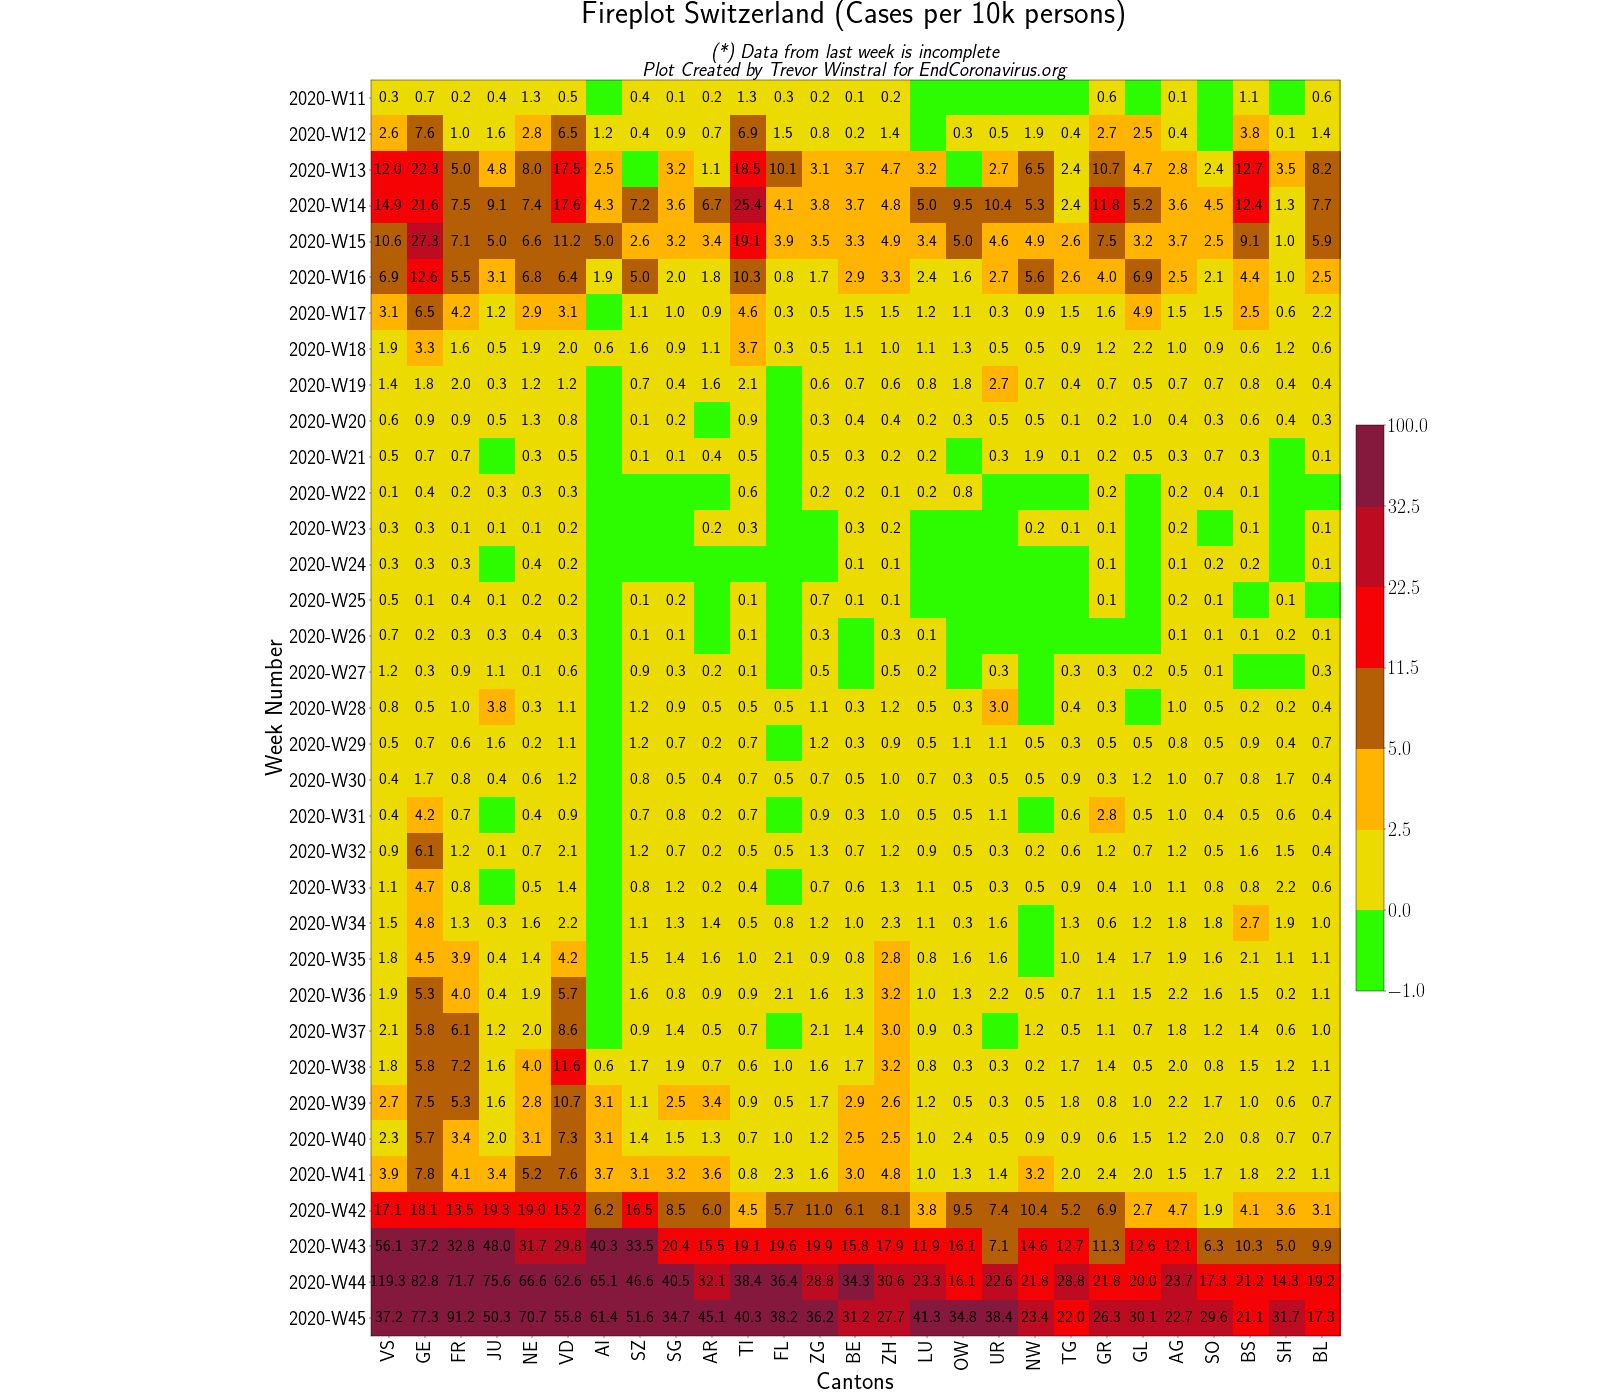 Fireplot Switzerland (Cases per 10k persons)
(*) Data from last week is incomplete
Plot Created by Trevor Winstral for EndCoronavirus.org
2020-W11 0.3 0.7 0.2 0.4 1.3 0.5 0.4 0.1 0.2 1.3 0.3 0.2 0.1 0.2 0.6 0.1 1.1 0.6
2020-W12 2.6 7.6 1.0 1.6 2.8 6.5 1.2 0.4 0.9 0.7 6.9 1.5 0.8 0.2 1.4 0.3 0.5 1.9 0.4 2.7 2.5 0.4 3.8 0.1 1.4
2020-W13 12.0 22.3 5.0 4.8 8.0 17.5 2.5 3.2 1.1 18.5 10.1 3.1 3.7 4.7 3.2 2.7 6.5 2.4 10.7 4.7 2.8 2.4 12.7 3.5 8.2
2020-W14 14.9 21.6 7.5 9.1 7.4 17.6 4.3 7.2 3.6 6.7 25.4 4.1 3.8 3.7 4.8 5.0 9.5 10.4 5.3 2.4 11.8 5.2 3.6 4.5 12.4 1.3 7.7
2020-W15 10.6 27.3 7.1 5.0 6.6 11.2 5.0 2.6 3.2 3.4 19.1 3.9 3.5 3.3 4.9 3.4 5.0 4.6 4.9 2.6 7.5 3.2 3.7 2.5 9.1 1.0 5.9
2020-W16 6.9 12.6 5.5 3.1 6.8 6.4 1.9 5.0 2.0 1.8 10.3 0.8 1.7 2.9 3.3 2.4 1.6 2.7 5.6 2.6 4.0 6.9 2.5 2.1 4.4 1.0 2.5
2020-W17 3.1 6.5 4.2 1.2 2.9 3.1 1.1 1.0 0.9 4.6 0.3 0.5 1.5 1.5 1.2 1.1 0.3 0.9 1.5 1.6 4.9 1.5 1.5 2.5 0.6 2.2
2020-W18 1.9 3.3 1.6 0.5 1.9 2.0 0.6 1.6 0.9 1.1 3.7 0.3 0.5 1.1 1.0 1.1 1.3 0.5 0.5 0.9 1.2 2.2 1.0 0.9 0.6 1.2 0.6
2020-W19 1.4 1.8 2.0 0.3 1.2 1.2 0.7 0.4 1.6 2.1 0.6 0.7 0.6 0.8 1.8 2.7 0.7 0.4 0.7 0.5 0.7 0.7 0.8 0.4 0.4
2020-W20 0.6 0.9 0.9 0.5 1.3 0.8 0.1 0.2 0.9 0.3 0.4 0.4 0.2 0.3 0.5 0.5 0.1 0.2 1.0 0.4 0.3 0.6 0.4 0.3
2020-W21 0.5 0.7 0.7 0.3 0.5 0.1 0.1 0.4 0.5 0.5 0.3 0.2 0.2 0.3 1.9 0.1 0.2 0.5 0.3 0.7 0.3 0.1
2020-W22 0.1 0.4 0.2 0.3 0.3 0.3 0.6 0.2 0.2 0.1 0.2 0.8 0.2 0.2 0.4 0.1
2020-W23 0.3 0.3 0.1 0.1 0.1 0.2 0.2 0.3 0.3 0.2 0.2 0.1 0.1 0.2 0.1 0.1
2020-W24 0.3 0.3 0.3 0.4 0.2 0.1 0.1 0.1 0.1 0.2 0.2 0.1
2020-W25 0.5 0.1 0.4 0.1 0.2 0.2 0.1 0.2 0.1 0.7 0.1 0.1 0.1 0.2 0.1 0.1
2020-W26 0.7 0.2 0.3 0.3 0.4 0.3 0.1 0.1 0.1 0.3 0.3 0.1 0.1 0.1 0.1 0.2 0.1
2020-W27 1.2 0.3 0.9 1.1 0.1 0.6 0.9 0.3 0.2 0.1 0.5 0.5 0.2 0.3 0.3 0.3 0.2 0.5 0.1 0.3
2020-W28 0.8 0.5 1.0 3.8 0.3 1.1 1.2 0.9 0.5 0.5 0.5 1.1 0.3 1.2 0.5 0.3 3.0 0.4 0.3 1.0 0.5 0.2 0.2 0.4
2020-W29 0.5 0.7 0.6 1.6 0.2 1.1 1.2 0.7 0.2 0.7 1.2 0.3 0.9 0.5 1.1 1.1 0.5 0.3 0.5 0.5 0.8 0.5 0.9 0.4 0.7
2020-W30 0.4 1.7 0.8 0.4 0.6 1.2 0.8 0.5 0.4 0.7 0.5 0.7 0.5 1.0 0.7 0.3 0.5 0.5 0.9 0.3 1.2 1.0 0.7 0.8 1.7 0.4
2020-W31 0.4 4.2 0.7 0.4 0.9 0.7 0.8 0.2 0.7 0.9 0.3 1.0 0.5 0.5 1.1 0.6 2.8 0.5 1.0 0.4 0.5 0.6 0.4
2020-W32 0.9 6.1 1.2 0.1 0.7 2.1 1.2 0.7 0.2 0.5 0.5 1.3 0.7 1.2 0.9 0.5 0.3 0.2 0.6 1.2 0.7 1.2 0.5 1.6 1.5 0.4
2020-W33 1.1 4.7 0.8 0.5 1.4 0.8 1.2 0.2 0.4 0.7 0.6 1.3 1.1 0.5 0.3 0.5 0.9 0.4 1.0 1.1 0.8 0.8 2.2 0.6
2020-W34 1.5 4.8 1.3 0.3 1.6 2.2 1.1 1.3 1.4 0.5 0.8 1.2 1.0 2.3 1.1 0.3 1.6 1.3 0.6 1.2 1.8 1.8 2.7 1.9 1.0
2020-W35 1.8 4.5 3.9 0.4 1.4 4.2 1.5 1.4 1.6 1.0 2.1 0.9 0.8 2.8 0.8 1.6 1.6 1.0 1.4 1.7 1.9 1.6 2.1 1.1 1.1
2020-W36 1.9 5.3 4.0 0.4 1.9 5.7 1.6 0.8 0.9 0.9 2.1 1.6 1.3 3.2 1.0 1.3 2.2 0.5 0.7 1.1 1.5 2.2 1.6 1.5 0.2 1.1
2020-W37 2.1 5.8 6.1 1.2 2.0 8.6 0.9 1.4 0.5 0.7 2.1 1.4 3.0 0.9 0.3 1.2 0.5 1.1 0.7 1.8 1.2 1.4 0.6 1.0
2020-W38 1.8 5.8 7.2 1.6 4.0 11.6 0.6 1.7 1.9 0.7 0.6 1.0 1.6 1.7 3.2 0.8 0.3 0.3 0.2 1.7 1.4 0.5 2.0 0.8 1.5 1.2 1.1
2020-W39 2.7 7.5 5.3 1.6 2.8 10.7 3.1 1.1 2.5 3.4 0.9 0.5 1.7 2.9 2.6 1.2 0.5 0.3 0.5 1.8 0.8 1.0 2.2 1.7 1.0 0.6 0.7
2020-W40 2.3 5.7 3.4 2.0 3.1 7.3 3.1 1.4 1.5 1.3 0.7 1.0 1.2 2.5 2.5 1.0 2.4 0.5 0.9 0.9 0.6 1.5 1.2 2.0 0.8 0.7 0.7
2020-W41 3.9 7.8 4.1 3.4 5.2 7.6 3.7 3.1 3.2 3.6 0.8 2.3 1.6 3.0 4.8 1.0 1.3 1.4 3.2 2.0 2.4 2.0 1.5 1.7 1.8 2.2 1.1
2020-W42 17.1 18.1 13.5 19.3 19.0 15.2 6.2 16.5 8.5 6.0 4.5 5.7 11.0 6.1 8.1 3.8 9.5 7.4 10.4 5.2 6.9 2.7 4.7 1.9 4.1 3.6 3.1
2020-W43 56.1 37.2 32.8 48.0 31.7 29.8 40.3 33.5 20.4 15.5 19.1 19.6 19.9 15.8 17.9 11.9 16.1 7.1 14.6 12.7 11.3 12.6 12.1 6.3 10.3 5.0 9.9
2020-W44 119.3 82.8 71.7 75.6 66.6 62.6 65.1 46.6 40.5 32.1 38.4 36.4 28.8 34.3 30.6 23.3 16.1 22.6 21.8 28.8 21.8 20.0 23.7 17.3 21.2 14.3 19.2
2020-W45 37.2 77.3 91.2 50.3 70.7 55.8 61.4 51.6 34.7 45.1 40.3 38.2 36.2 31.2 27.7 41.3 34.8 38.4 23.4 22.0 26.3 30.1 22.7 29.6 21.1 31.7 17.3
VS GE FR JU NE VD AI SZ SG AR TI FL ZG BE ZH LU OW UR NW TG GR GL AG SO BS SH BL
Cantons
Week Number
100.0
32.5
22.5
11.5
5.0
2.5
0.0
−1.0